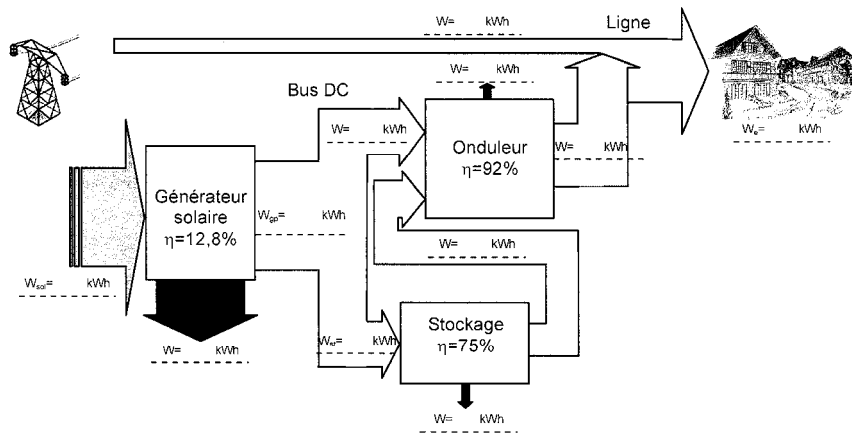 W= kWh
Ligne
W= kWh
Bus DC
W= kWh
Onduleur
η=92%
W= kWh
Wₑ= kWh
Générateur
solaire
η=12,8%
W_gp= kWh
W= kWh
W_sol= kWh
Stockage
η=75%
W_st= kWh
W= kWh
W= kWh